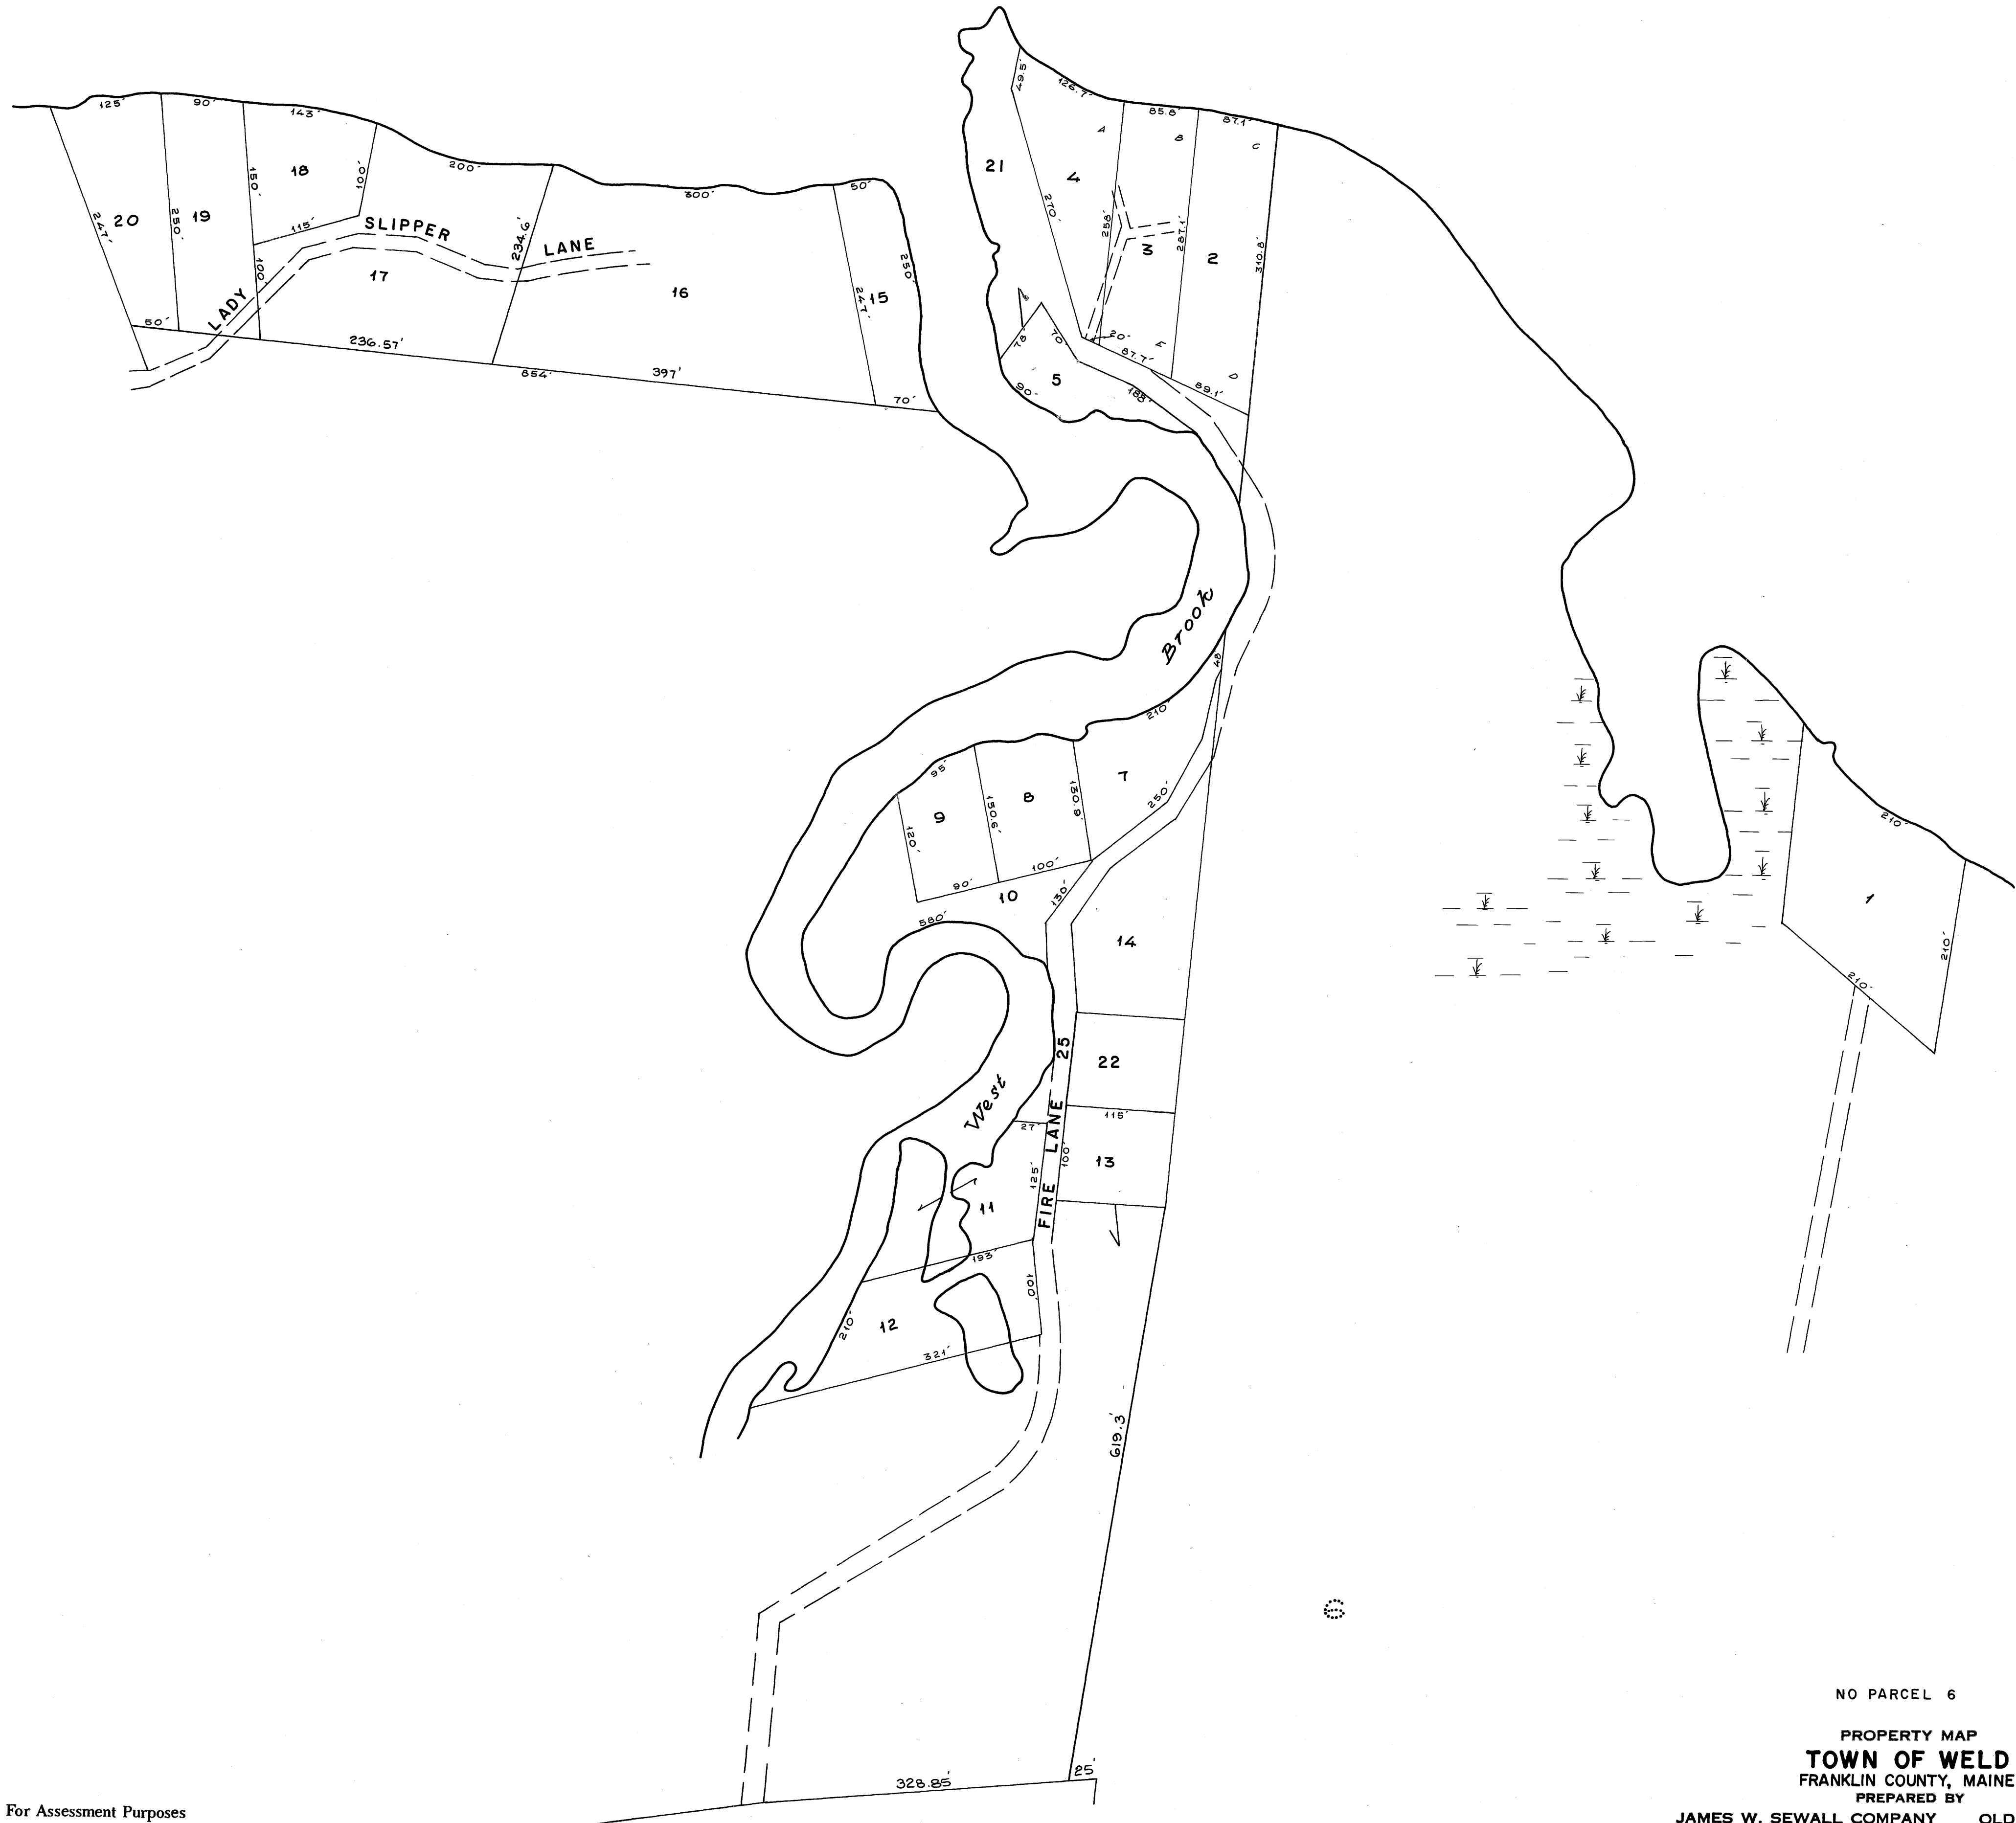 125' 90' 143' 200' 300' 50'
20 19 18 17 16 15
247' 250' 150' 100' 115' 100' 234.6' 247' 250'
LADY SLIPPER LANE
50' 236.57' 854' 397' 70'
49.5' 126.7' 85.8' 87.1'
A B C
21 4 3 2
270' 258' 287.1' 310.8'
78' 70' 20' 87.7' E D 89.1'
5
90' 188'
Brook
48
210'
95' 150.6' 130.6' 250'
9 8 7
120' 90' 100' 130'
10
580'
14
1
210'
210'
210'
West
FIRE LANE 25
22
115'
27' 125' 100'
13
11
193'
100'
12
210'
321'
619.3'
328.85' 25'
6
NO PARCEL 6
PROPERTY MAP
TOWN OF WELD
FRANKLIN COUNTY, MAINE
PREPARED BY
JAMES W. SEWALL COMPANY OLD
For Assessment Purposes